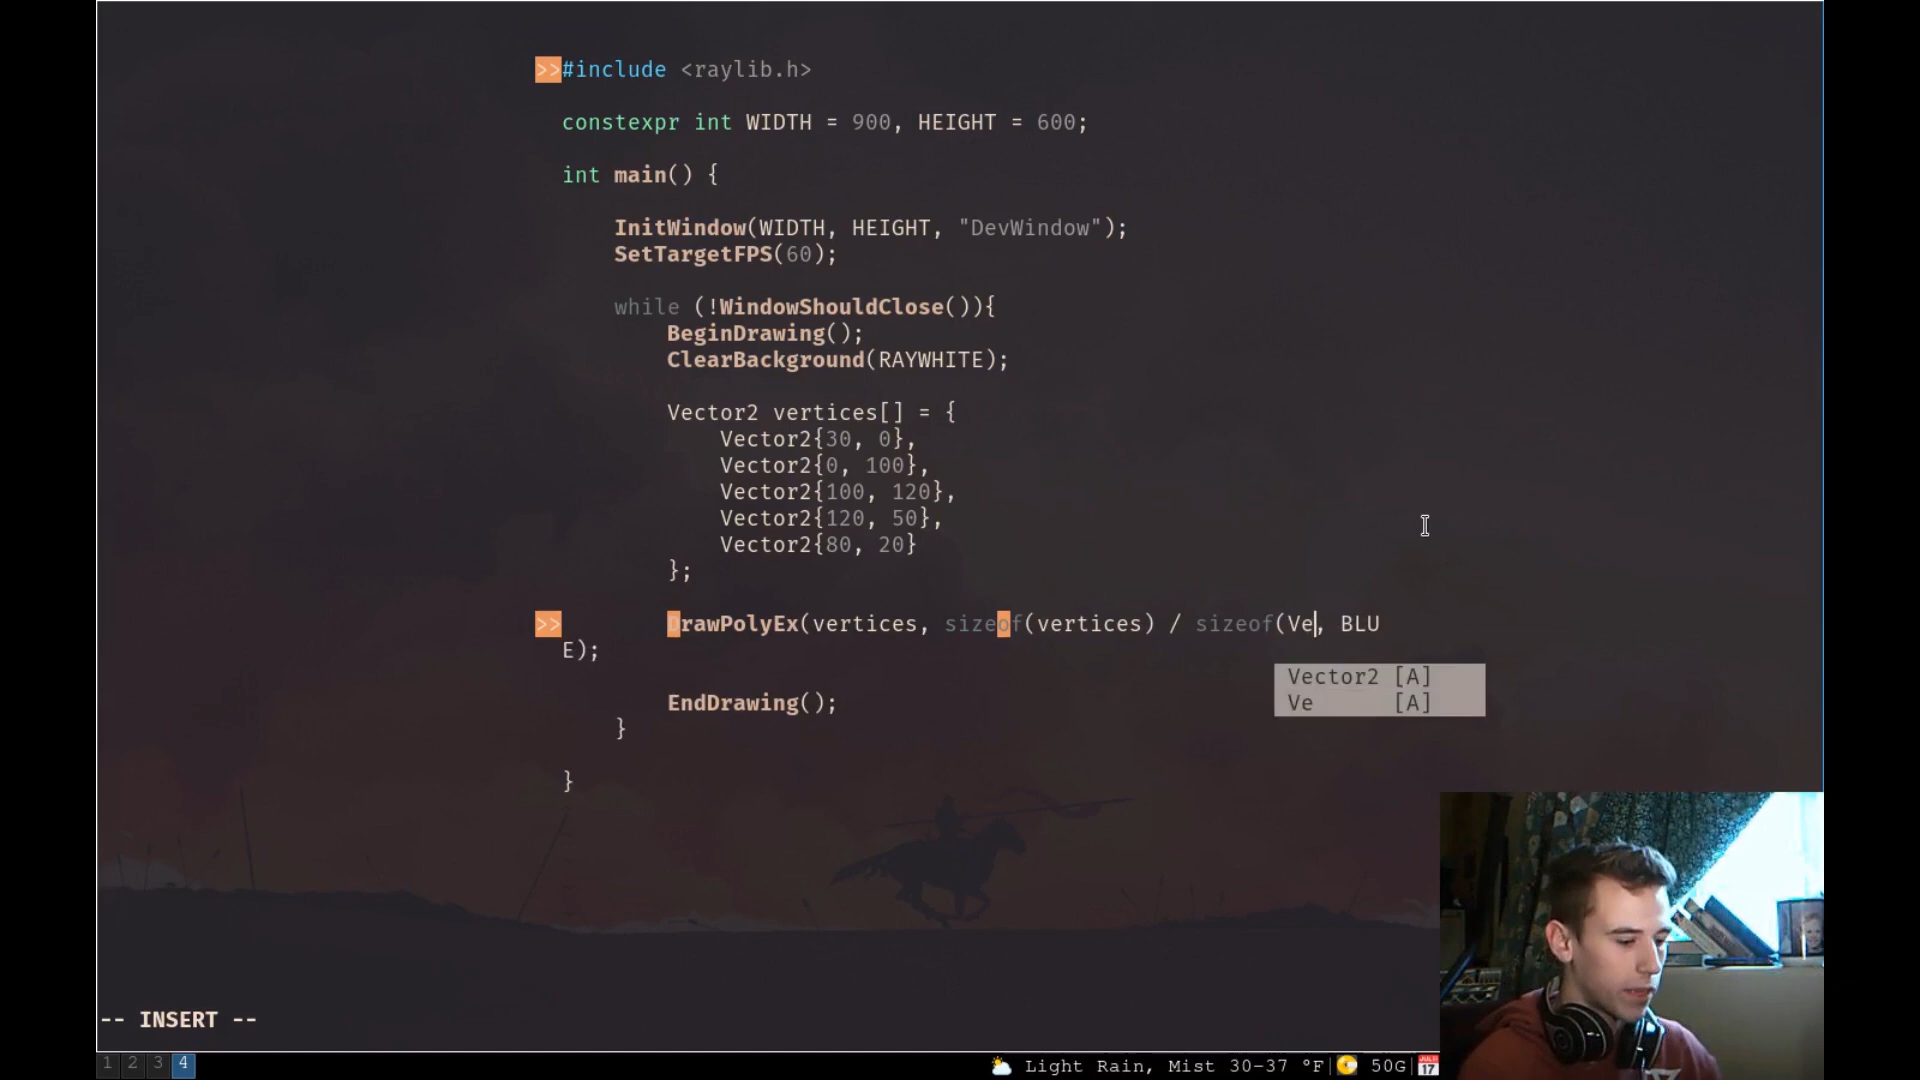 >>#include <raylib.h>
constexpr int WIDTH = 900, HEIGHT = 600;
int main() {
InitWindow(WIDTH, HEIGHT, "DevWindow");
SetTargetFPS(60);
while (!WindowShouldClose()){
BeginDrawing();
ClearBackground(RAYWHITE);
Vector2 vertices[] = {
Vector2{30, 0},
Vector2{0, 100},
Vector2{100, 120},
Vector2{120, 50},
Vector2{80, 20}
};
>> DrawPolyEx(vertices, sizeof(vertices) / sizeof(Ve, BLU
E);
Vector2 [A]
Ve [A]
EndDrawing();
}
}
-- INSERT --
1 2 3 4
Light Rain, Mist 30-37 °F| 50G|
17